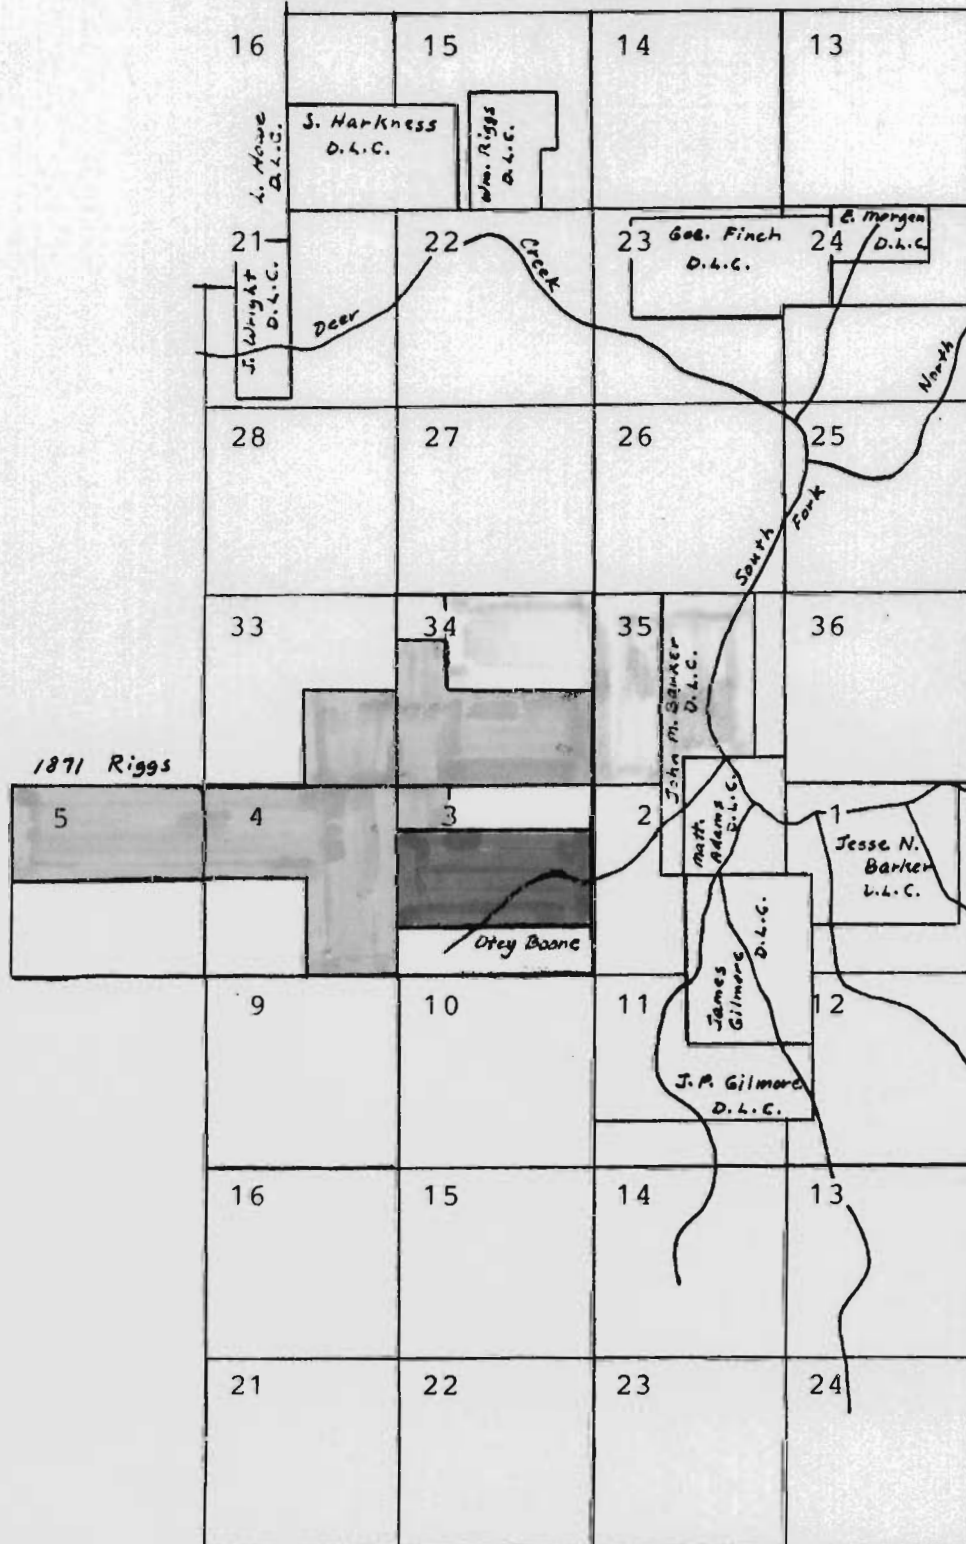 16
15
14
13
L. Howe
D.L.C.
S. Harkness
D.L.C.
Wm. Riggs
D.L.C.
21
22
23
24
Geo. Finch
D.L.C.
E. Morgan
D.L.C.
J. Wright
D.L.C.
Deer
Creek
North
28
27
26
25
South
Fork
33
34
35
36
John M. Barker
D.L.C.
1871 Riggs
5
4
3
2
1
Matt.
Adams
D.L.C.
Jesse N.
Barker
D.L.C.
Otey Boone
James
Gilmore
D.L.C.
9
10
11
12
J.P. Gilmore
D.L.C.
16
15
14
13
21
22
23
24